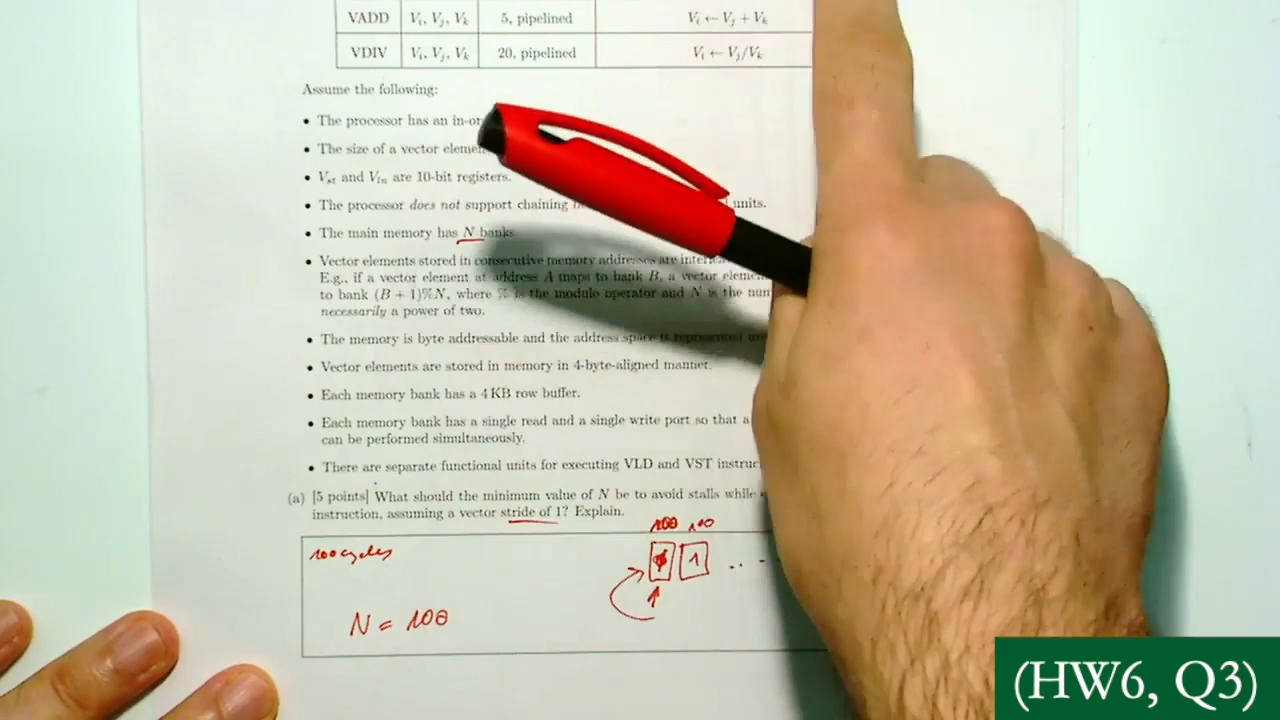 VADD Vi, Vj, Vk 5, pipelined Vi ← Vj + Vk
VDIV Vi, Vj, Vk 20, pipelined Vi ← Vj/Vk
Assume the following:
• The processor has an in-or
• The size of a vector elemen
• Vst and Vln are 10-bit registers.
• The processor does not support chaining units.
• The main memory has N banks
• Vector elements stored in consecutive memory addresses are
E.g., if a vector element at address A maps to bank B, a vector
to bank (B + 1)%N, where % is the modulo operator and N is the num
necessarily a power of two.
• The memory is byte addressable and the address space is
• Vector elements are stored in memory in 4-byte-aligned manner.
• Each memory bank has a 4 KB row buffer.
• Each memory bank has a single read and a single write port so that a
can be performed simultaneously.
• There are separate functional units for executing VLD and VST
(a) [5 points] What should the minimum value of N be to avoid stalls while
instruction, assuming a vector stride of 1? Explain.
100 100
100 cycles
1 ...
1
N = 100
(HW6, Q3)